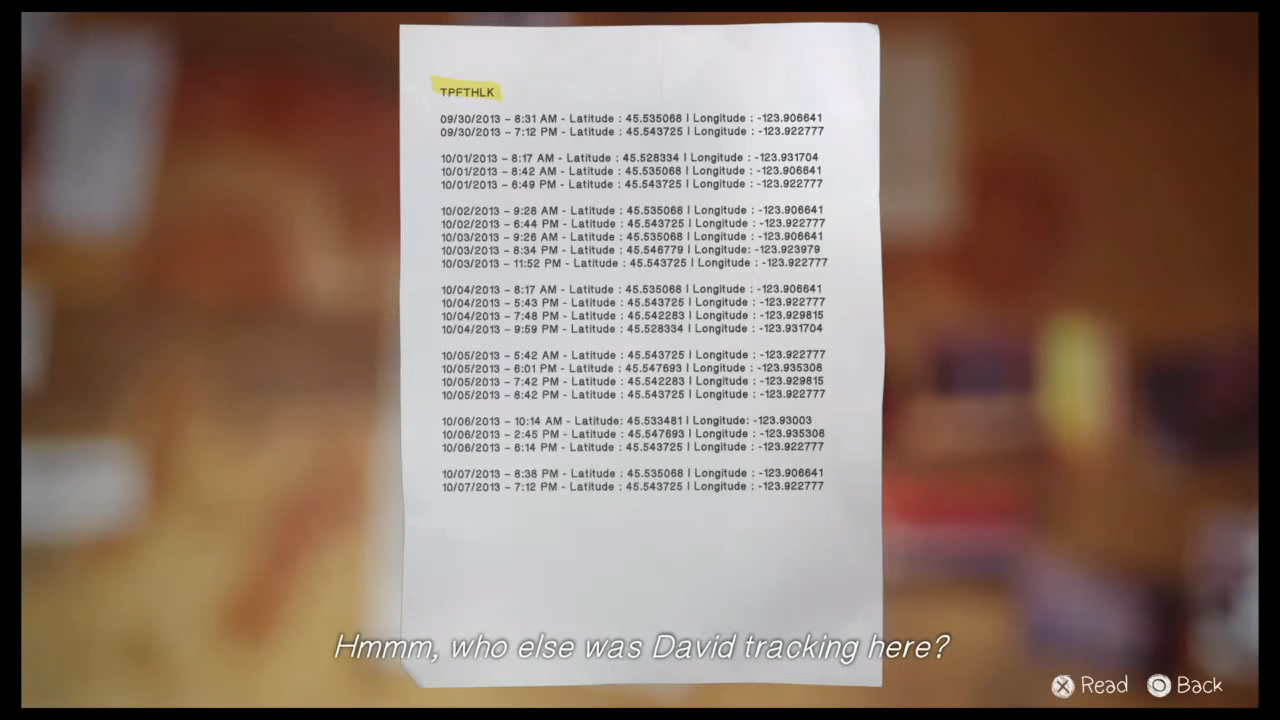 TPFTHLK
09/30/2013 – 8:31 AM - Latitude : 45.535068 | Longitude : -123.906641
09/30/2013 – 7:12 PM - Latitude : 45.543725 | Longitude : -123.922777
10/01/2013 – 8:17 AM - Latitude : 45.528334 | Longitude : -123.931704
10/01/2013 – 8:42 AM - Latitude : 45.535068 | Longitude : -123.906641
10/01/2013 – 6:49 PM - Latitude : 45.543725 | Longitude : -123.922777
10/02/2013 – 9:28 AM - Latitude : 45.535068 | Longitude : -123.906641
10/02/2013 – 6:44 PM - Latitude : 45.543725 | Longitude : -123.922777
10/03/2013 – 9:26 AM - Latitude : 45.535068 | Longitude : -123.906641
10/03/2013 – 8:34 PM - Latitude : 45.546779 | Longitude: -123.923979
10/03/2013 – 11:52 PM - Latitude : 45.543725 | Longitude : -123.922777
10/04/2013 – 8:17 AM - Latitude : 45.535068 | Longitude : -123.906641
10/04/2013 – 5:43 PM - Latitude : 45.543725 | Longitude : -123.922777
10/04/2013 – 7:48 PM - Latitude : 45.542283 | Longitude : -123.929815
10/04/2013 – 9:59 PM - Latitude : 45.528334 | Longitude : -123.931704
10/05/2013 – 5:42 AM - Latitude : 45.543725 | Longitude : -123.922777
10/05/2013 – 6:01 PM - Latitude : 45.547693 | Longitude : -123.935308
10/05/2013 – 7:42 PM - Latitude : 45.542283 | Longitude : -123.929815
10/05/2013 – 8:42 PM - Latitude : 45.543725 | Longitude : -123.922777
10/06/2013 – 10:14 AM - Latitude: 45.533481 | Longitude: -123.93003
10/06/2013 – 2:45 PM - Latitude : 45.547693 | Longitude : -123.935308
10/06/2013 – 6:14 PM - Latitude : 45.543725 | Longitude : -123.922777
10/07/2013 – 8:38 PM - Latitude : 45.535068 | Longitude : -123.906641
10/07/2013 – 7:12 PM - Latitude : 45.543725 | Longitude : -123.922777
Hmmm, who else was David tracking here?
Read Back